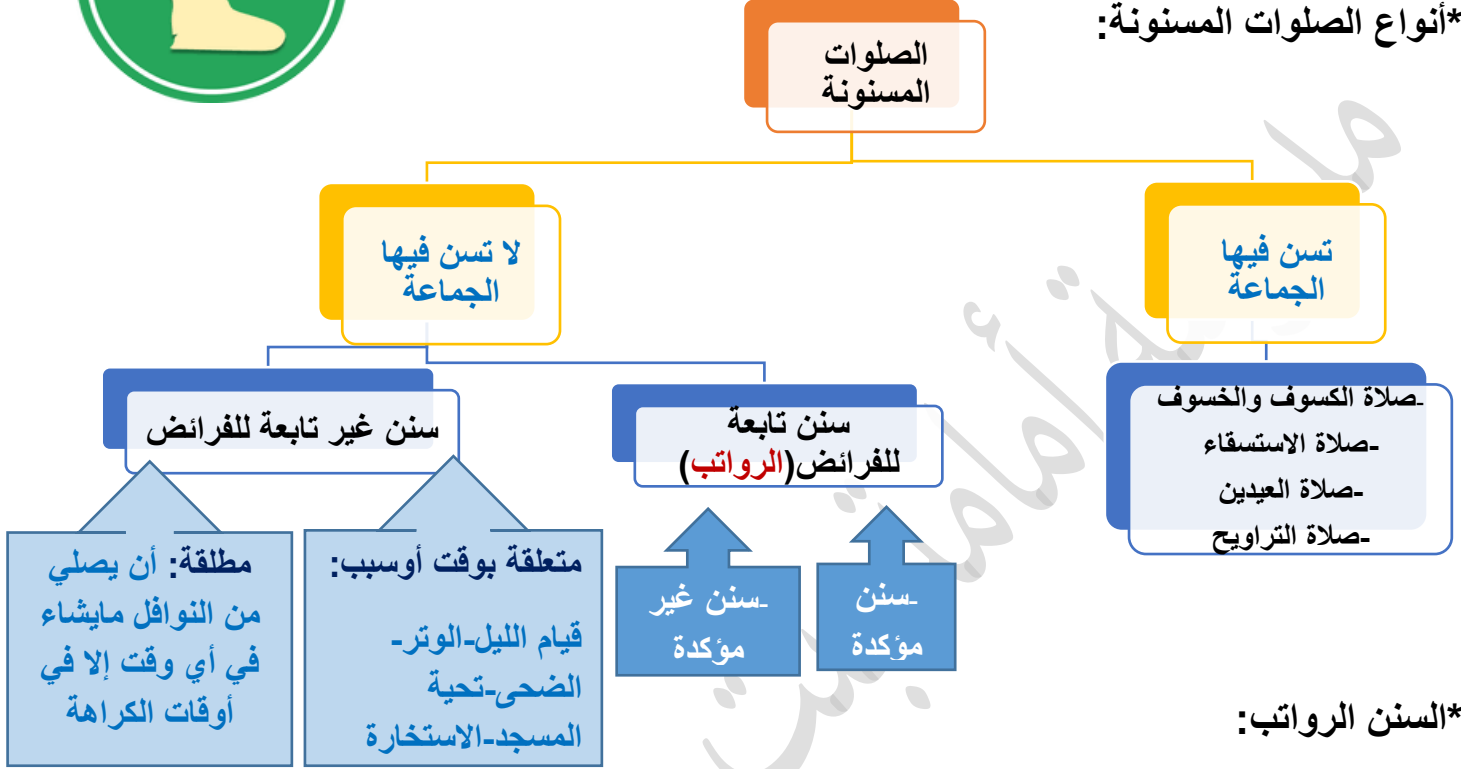 *أنواع الصلوات المسنونة:
الصلوات
المسنونة
تسن فيها
الجماعة
لا تسن فيها
الجماعة
-صلاة الكسوف والخسوف
-صلاة الاستسقاء
-صلاة العيدين
-صلاة التراويح
سنن تابعة
للفرائض(الرواتب)
سنن غير تابعة للفرائض
-سنن
مؤكدة
-سنن غير
مؤكدة
متعلقة بوقت أوسبب:
قيام الليل-الوتر-
الضحى-تحية
المسجد-الاستخارة
مطلقة: أن يصلي
من النوافل مايشاء
في أي وقت إلا في
أوقات الكراهة
*السنن الرواتب: